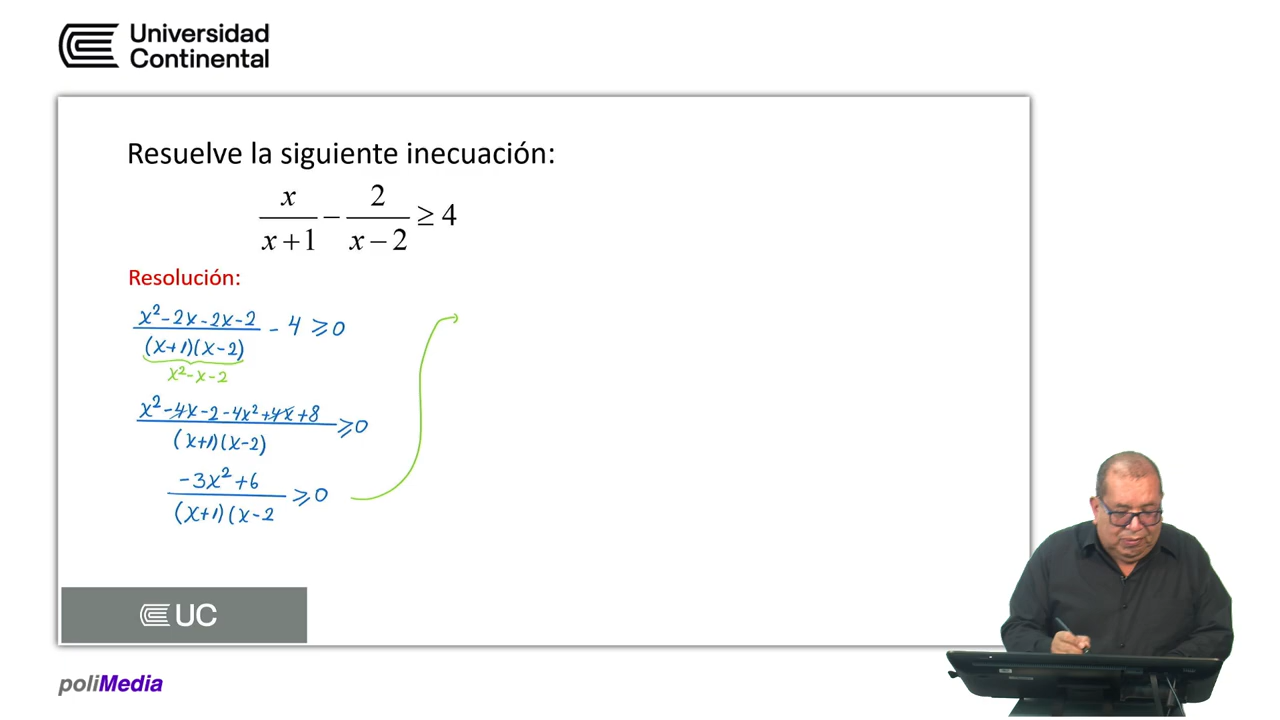 Universidad
Continental
Resuelve la siguiente inecuación:
x/(x+1) − 2/(x−2) ≥ 4
Resolución:
(x²-2x-2x-2)/((x+1)(x-2)) - 4 ≥ 0
x²-x-2
(x²-4x-2-4x²+4x+8)/((x+1)(x-2)) ≥ 0
(-3x²+6)/((x+1)(x-2 ≥ 0
UC
poliMedia